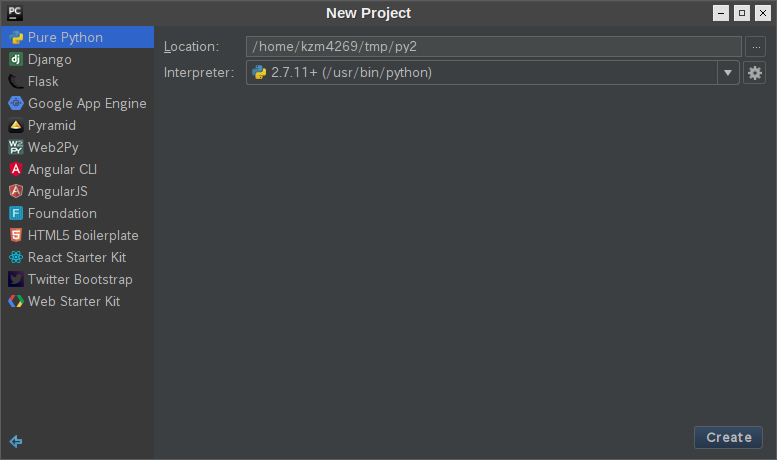 PC
New Project
Pure Python
Django
Flask
Google App Engine
Pyramid
Web2Py
Angular CLI
AngularJS
Foundation
HTML5 Boilerplate
React Starter Kit
Twitter Bootstrap
Web Starter Kit
Location: /home/kzm4269/tmp/py2 ...
Interpreter: 2.7.11+ (/usr/bin/python)
Create